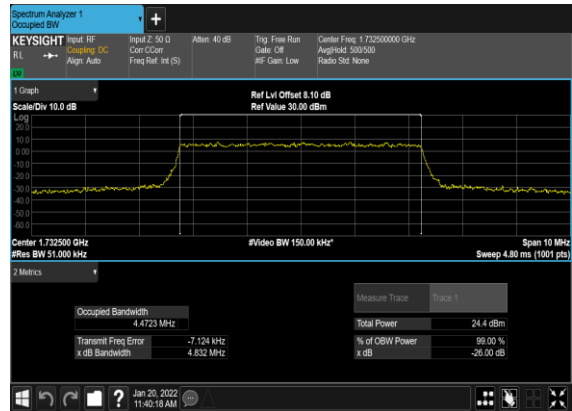 Spectrum Analyzer 1
Occupied BW
+
KEYSIGHT Input: RF Input Z: 50 Ω Atten: 40 dB Trig: Free Run Center Freq: 1.732500000 GHz
RL Coupling: DC Corr CCorr Gate: Off Avg|Hold: 500/500
Align: Auto Freq Ref: Int (S) #IF Gain: Low Radio Std: None
1 Graph
Ref Lvl Offset 8.10 dB
Scale/Div 10.0 dB Ref Value 30.00 dBm
Log
20.0
10.0
0.00
-10.0
-20.0
-30.0
-40.0
-50.0
-60.0
Center 1.732500 GHz #Video BW 150.00 kHz* Span 10 MHz
#Res BW 51.000 kHz Sweep 4.80 ms (1001 pts)
2 Metrics
Measure Trace Trace 1
Occupied Bandwidth
4.4723 MHz Total Power 24.4 dBm
Transmit Freq Error -7.124 kHz % of OBW Power 99.00 %
x dB Bandwidth 4.832 MHz x dB -26.00 dB
? Jan 20, 2022
11:40:18 AM